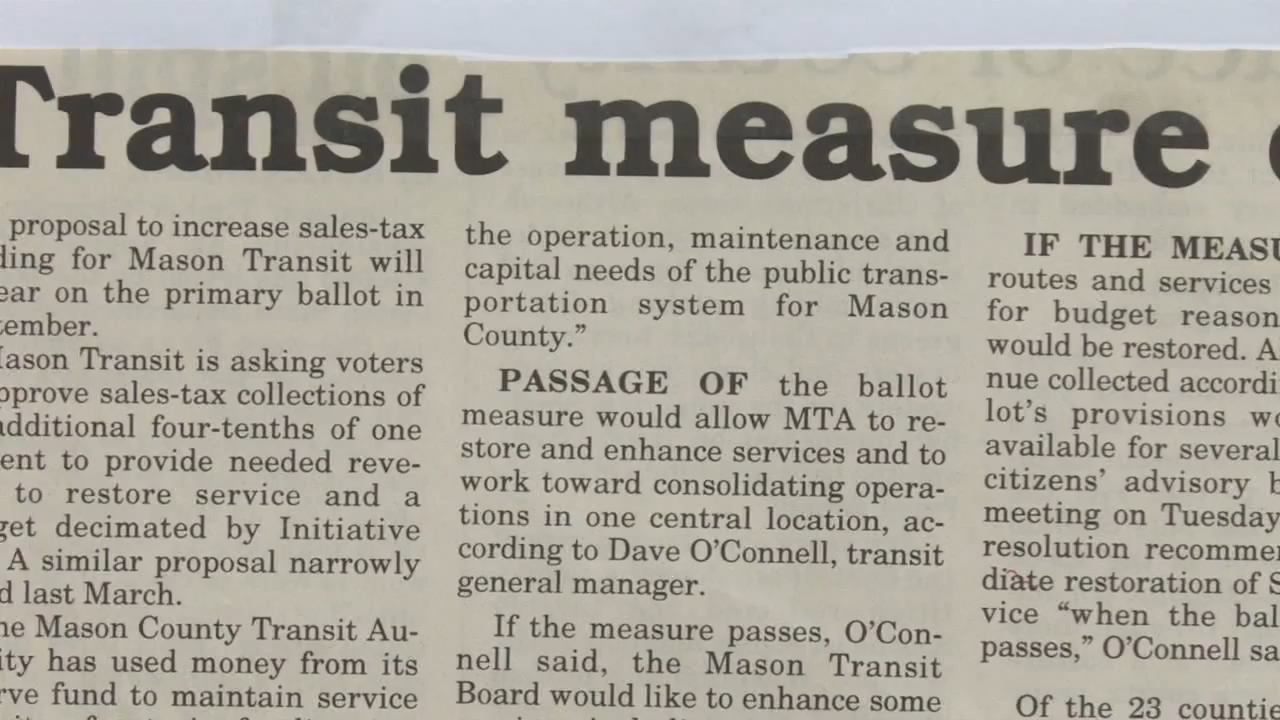 Transit measure
proposal to increase sales-tax
ding for Mason Transit will
ear on the primary ballot in
tember.
Mason Transit is asking voters
pprove sales-tax collections of
additional four-tenths of one
ent to provide needed reve-
to restore service and a
get decimated by Initiative
A similar proposal narrowly
d last March.
he Mason County Transit Au-
ity has used money from its
rve fund to maintain service
the operation, maintenance and
capital needs of the public trans-
portation system for Mason
County.”
PASSAGE OF the ballot
measure would allow MTA to re-
store and enhance services and to
work toward consolidating opera-
tions in one central location, ac-
cording to Dave O’Connell, transit
general manager.
If the measure passes, O’Con-
nell said, the Mason Transit
Board would like to enhance some
IF THE MEASU
routes and services
for budget reason
would be restored. A
nue collected accordi
lot’s provisions wo
available for several
citizens’ advisory b
meeting on Tuesday
resolution recommen
diate restoration of S
vice “when the bal
passes,” O’Connell sa
Of the 23 countie